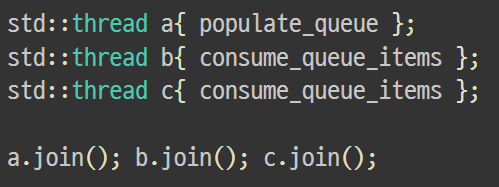 std::thread a{ populate_queue };
std::thread b{ consume_queue_items };
std::thread c{ consume_queue_items };
a.join(); b.join(); c.join();